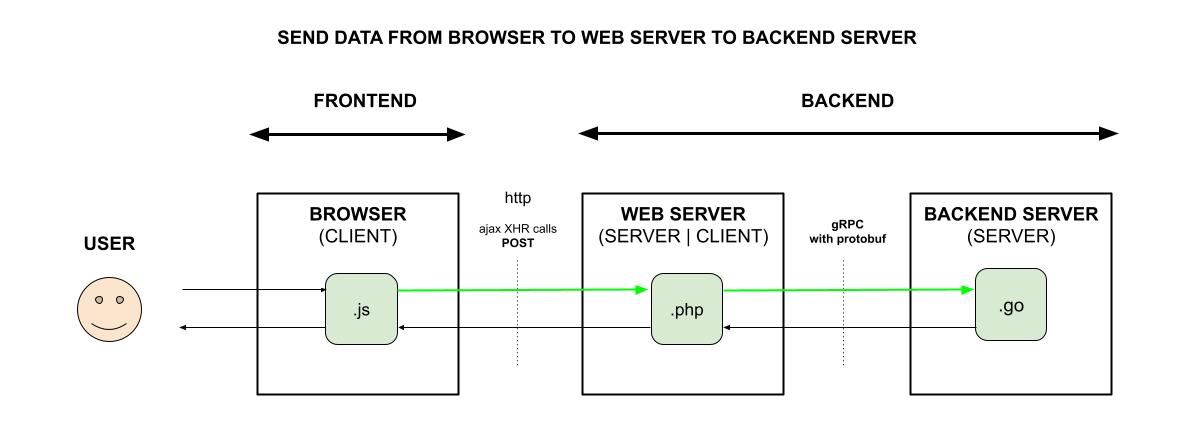 SEND DATA FROM BROWSER TO WEB SERVER TO BACKEND SERVER
FRONTEND
BACKEND
http
ajax XHR calls
POST
gRPC
with protobuf
USER
BROWSER
(CLIENT)
.js
WEB SERVER
(SERVER | CLIENT)
.php
BACKEND SERVER
(SERVER)
.go